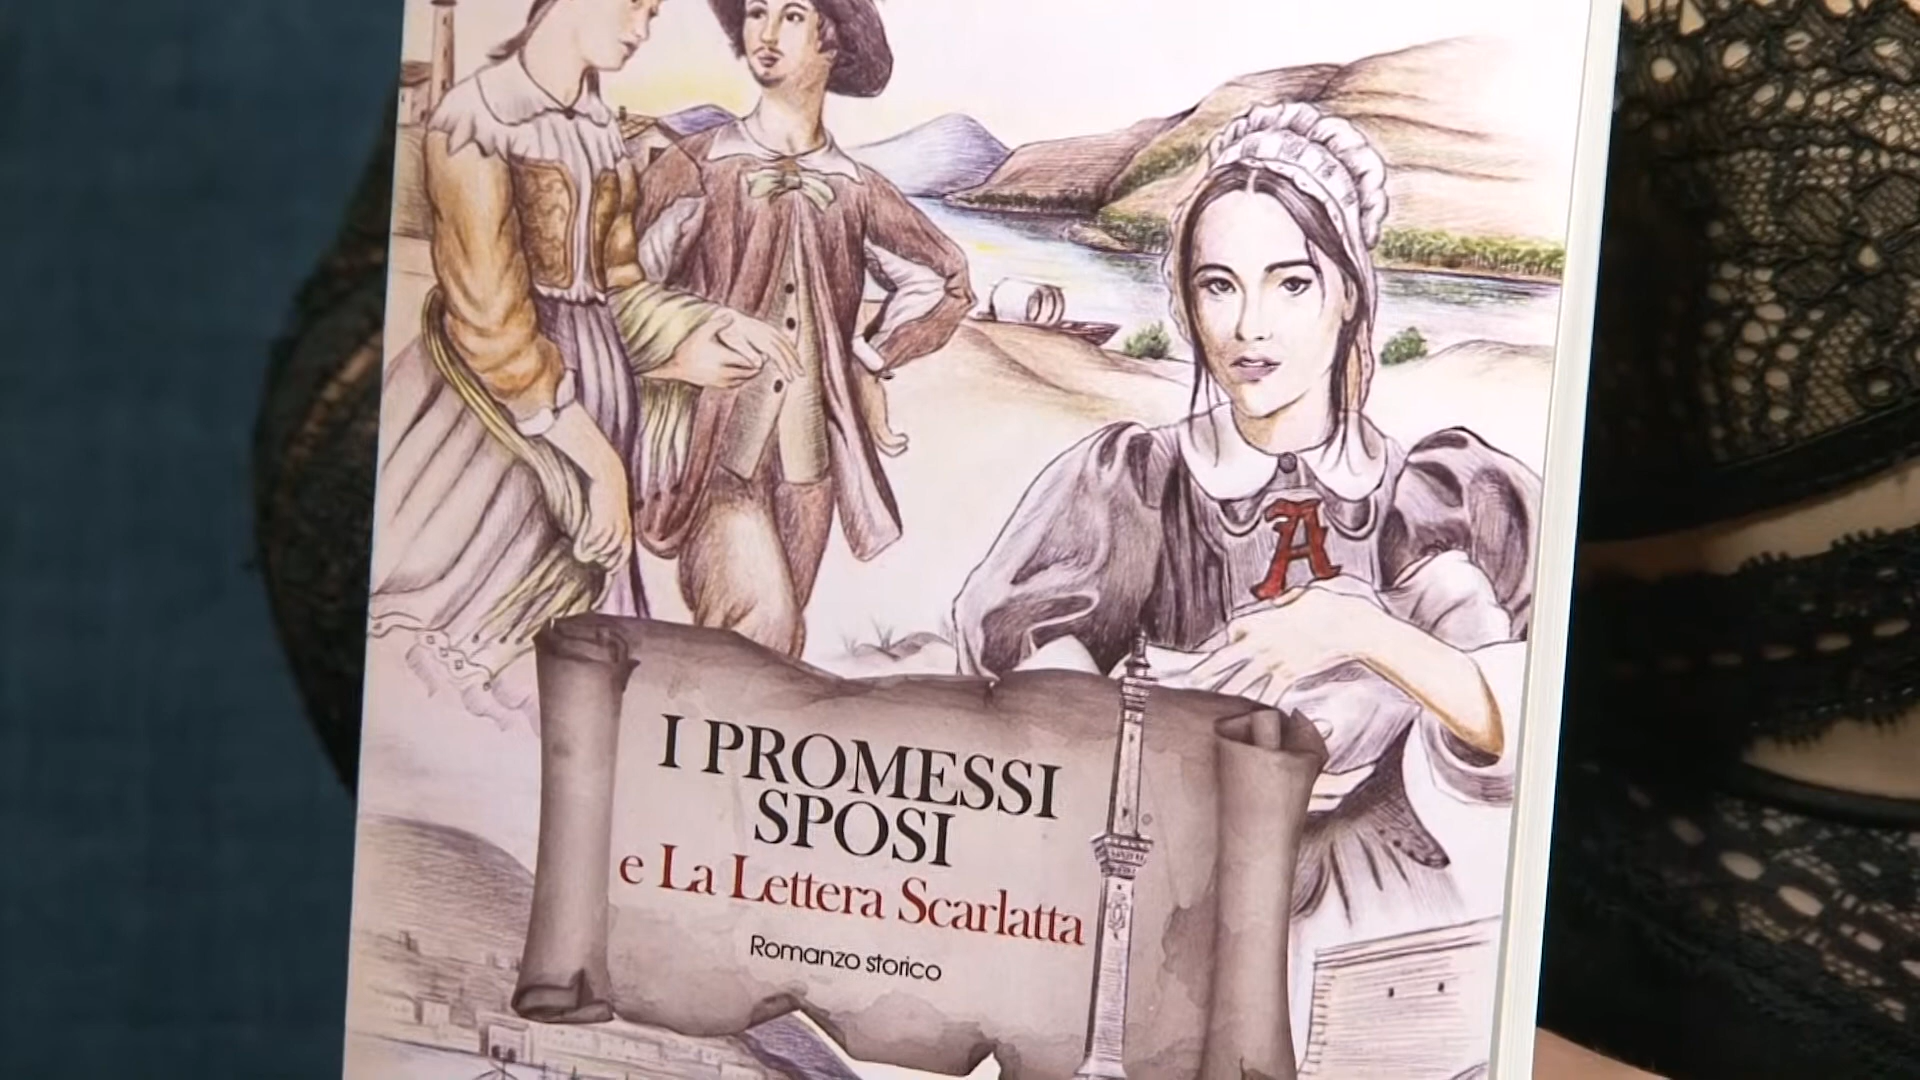 A
I PROMESSI
SPOSI
e La Lettera Scarlatta
Romanzo storico